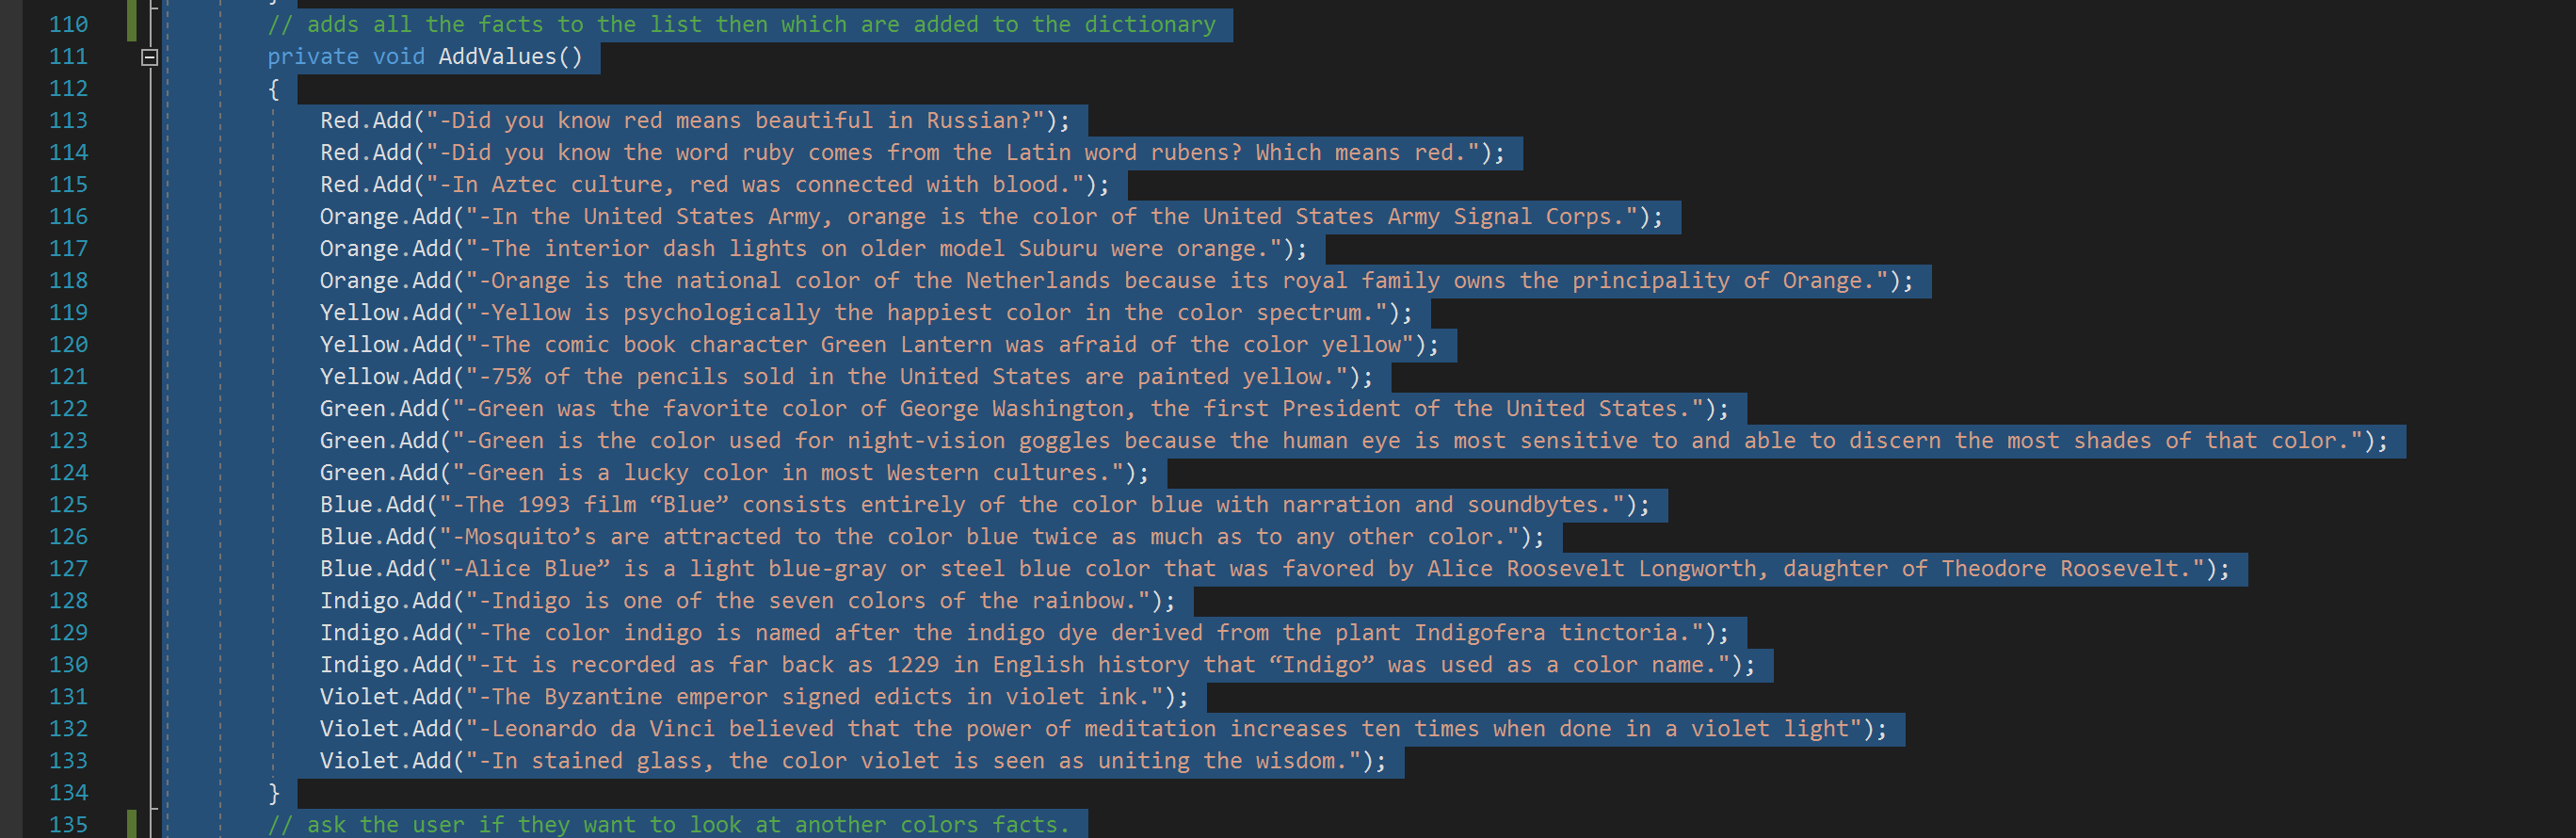 110 // adds all the facts to the list then which are added to the dictionary
111 private void AddValues()
112 {
113 Red.Add("-Did you know red means beautiful in Russian?");
114 Red.Add("-Did you know the word ruby comes from the Latin word rubens? Which means red.");
115 Red.Add("-In Aztec culture, red was connected with blood.");
116 Orange.Add("-In the United States Army, orange is the color of the United States Army Signal Corps.");
117 Orange.Add("-The interior dash lights on older model Suburu were orange.");
118 Orange.Add("-Orange is the national color of the Netherlands because its royal family owns the principality of Orange.");
119 Yellow.Add("-Yellow is psychologically the happiest color in the color spectrum.");
120 Yellow.Add("-The comic book character Green Lantern was afraid of the color yellow");
121 Yellow.Add("-75% of the pencils sold in the United States are painted yellow.");
122 Green.Add("-Green was the favorite color of George Washington, the first President of the United States.");
123 Green.Add("-Green is the color used for night-vision goggles because the human eye is most sensitive to and able to discern the most shades of that color.");
124 Green.Add("-Green is a lucky color in most Western cultures.");
125 Blue.Add("-The 1993 film “Blue” consists entirely of the color blue with narration and soundbytes.");
126 Blue.Add("-Mosquito’s are attracted to the color blue twice as much as to any other color.");
127 Blue.Add("-Alice Blue” is a light blue-gray or steel blue color that was favored by Alice Roosevelt Longworth, daughter of Theodore Roosevelt.");
128 Indigo.Add("-Indigo is one of the seven colors of the rainbow.");
129 Indigo.Add("-The color indigo is named after the indigo dye derived from the plant Indigofera tinctoria.");
130 Indigo.Add("-It is recorded as far back as 1229 in English history that “Indigo” was used as a color name.");
131 Violet.Add("-The Byzantine emperor signed edicts in violet ink.");
132 Violet.Add("-Leonardo da Vinci believed that the power of meditation increases ten times when done in a violet light");
133 Violet.Add("-In stained glass, the color violet is seen as uniting the wisdom.");
134 }
135 // ask the user if they want to look at another colors facts.